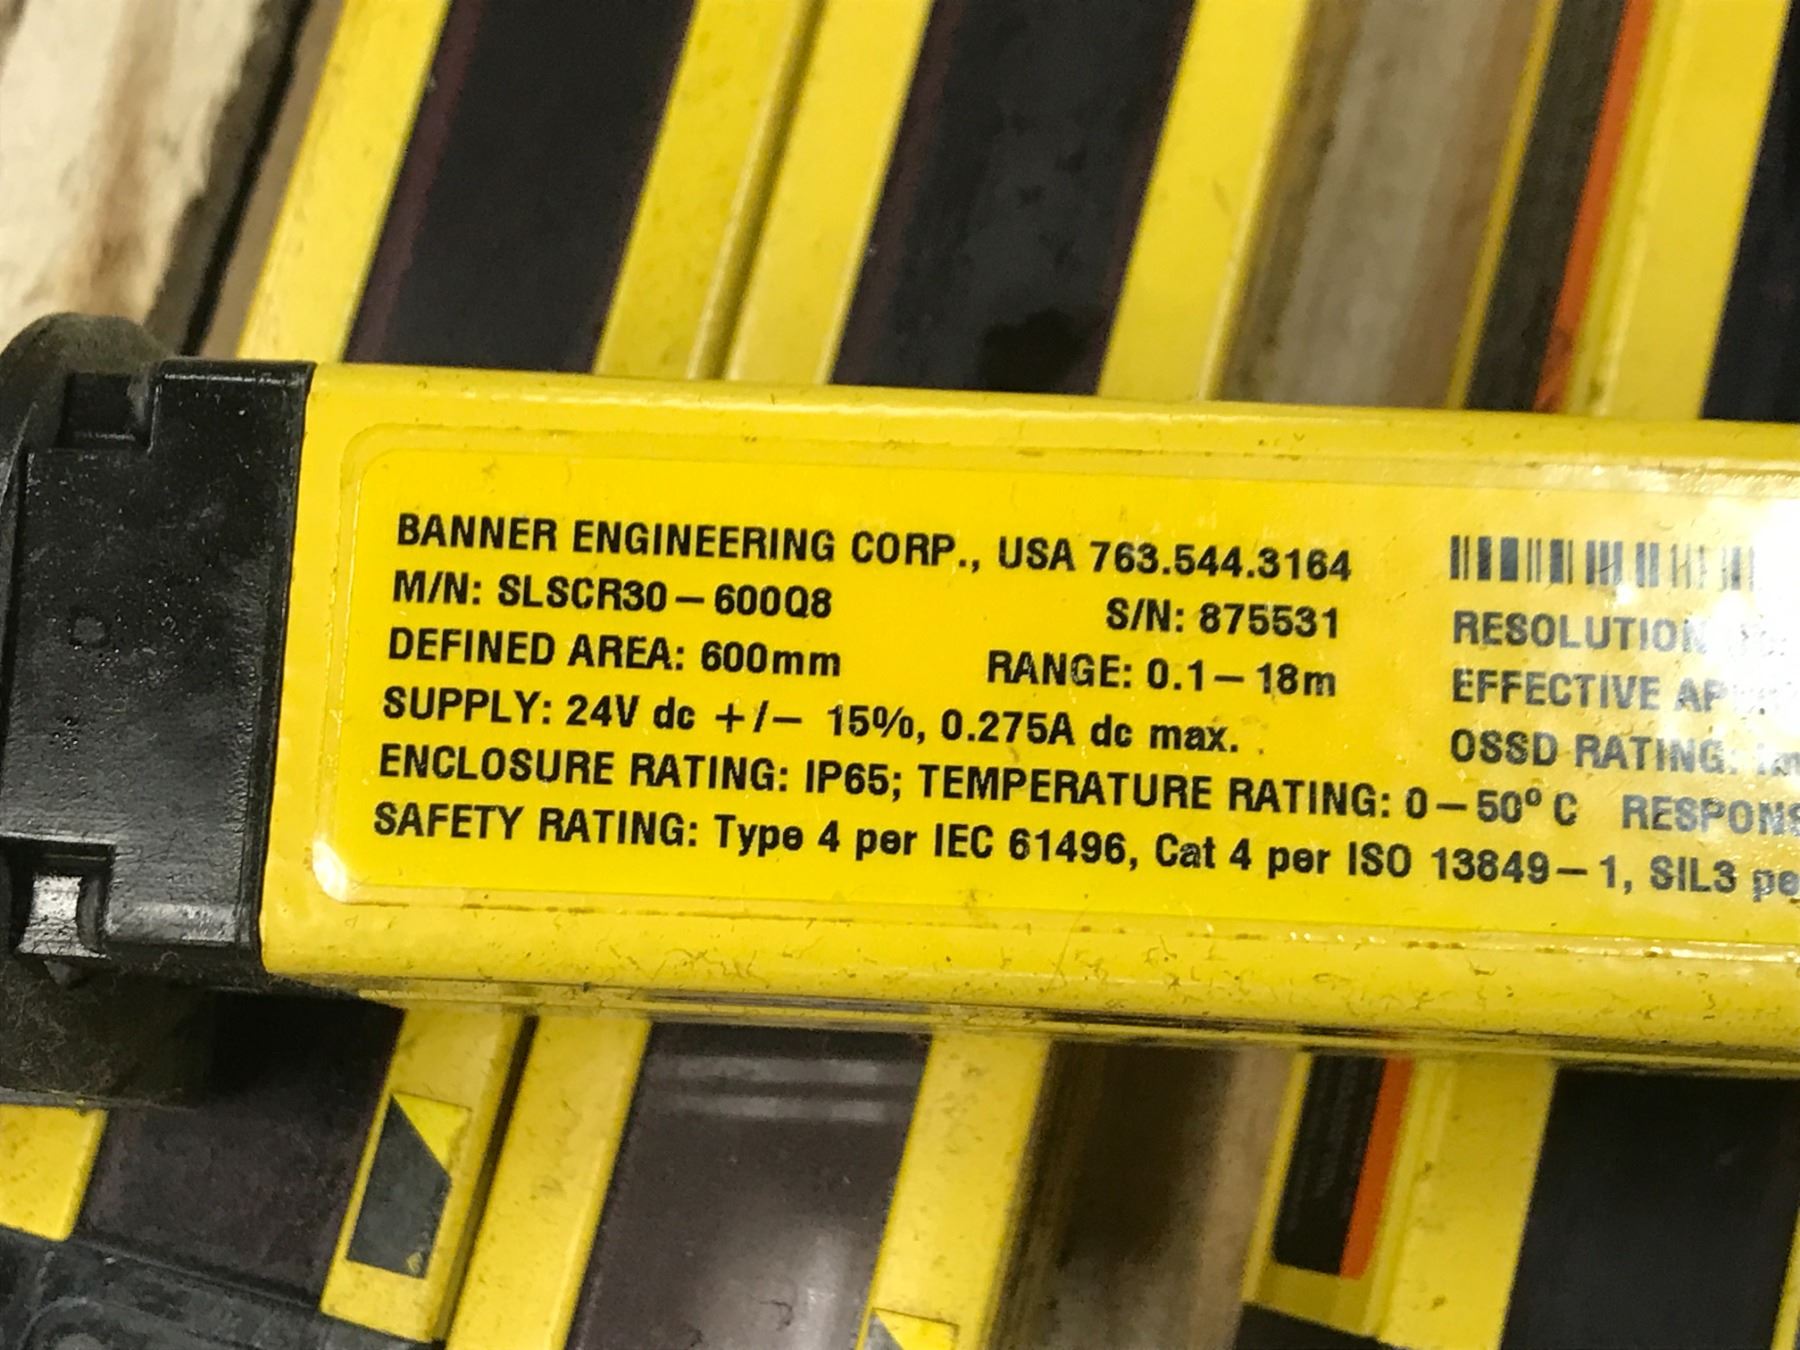 BANNER ENGINEERING CORP., USA 763.544.3164
M/N: SLSCR30-600Q8 S/N: 875531
DEFINED AREA: 600mm RANGE: 0.1-18m
SUPPLY: 24V dc +/- 15%, 0.275A dc max.
ENCLOSURE RATING: IP65; TEMPERATURE RATING: 0-50° C
SAFETY RATING: Type 4 per IEC 61496, Cat 4 per ISO 13849-1, SIL3
RESOLUTION
EFFECTIVE
OSSD RATING: